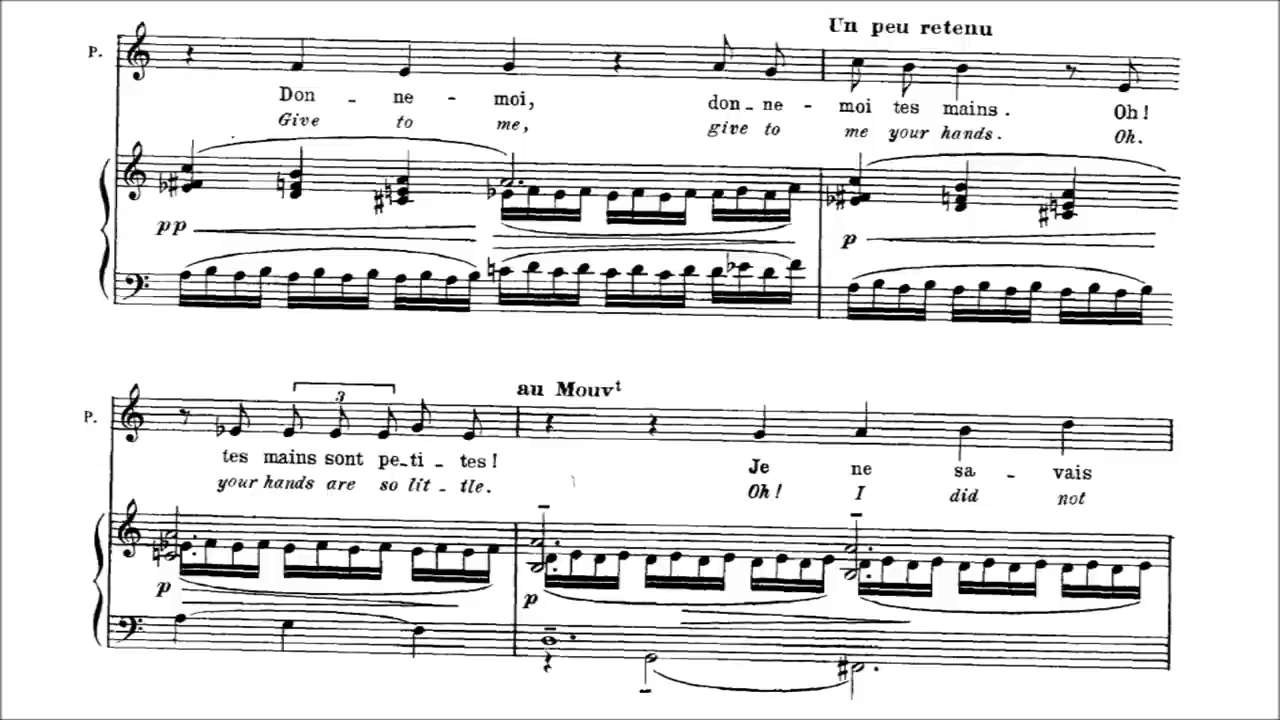 Un peu retenu
P.
Don - ne - moi, don - ne - moi tes mains. Oh!
Give to me, give to me your hands. Oh.
pp p
3 au Mouvt
P.
tes mains sont pe - ti - tes! Je ne sa - vais
your hands are so lit - tle. Oh! I did not
p p